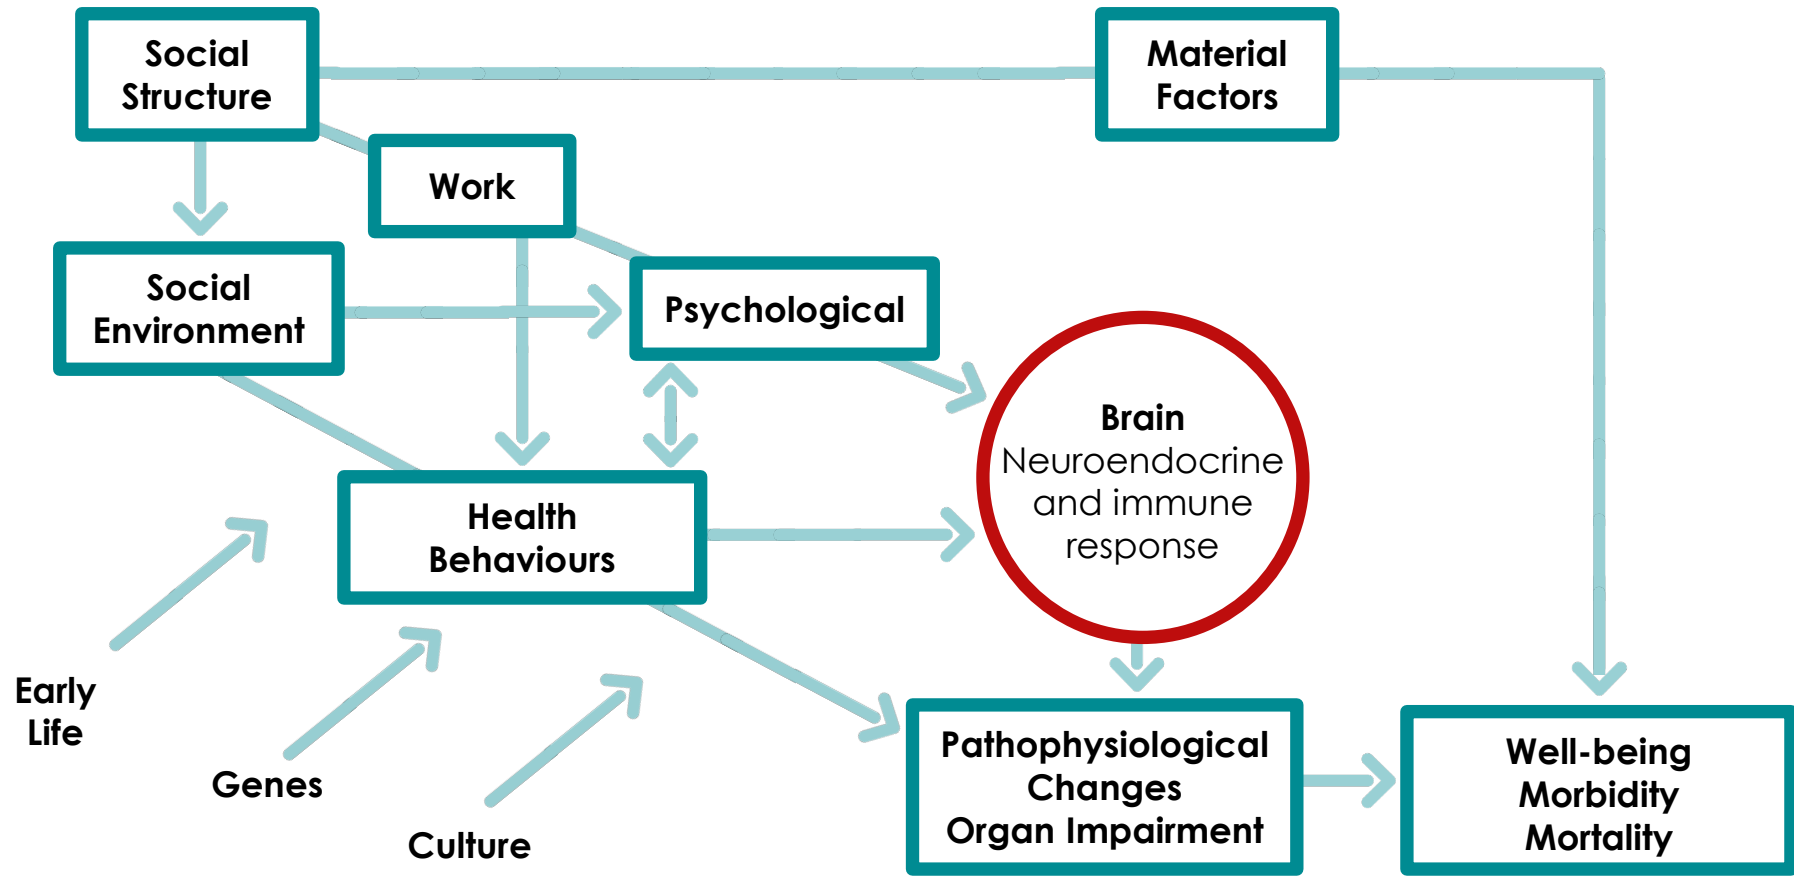 Social
Structure
Material
Factors
Work
Social
Environment
Psychological
Brain
Neuroendocrine
and immune
response
Health
Behaviours
Early
Life
Genes
Culture
Pathophysiological
Changes
Organ Impairment
Well-being
Morbidity
Mortality